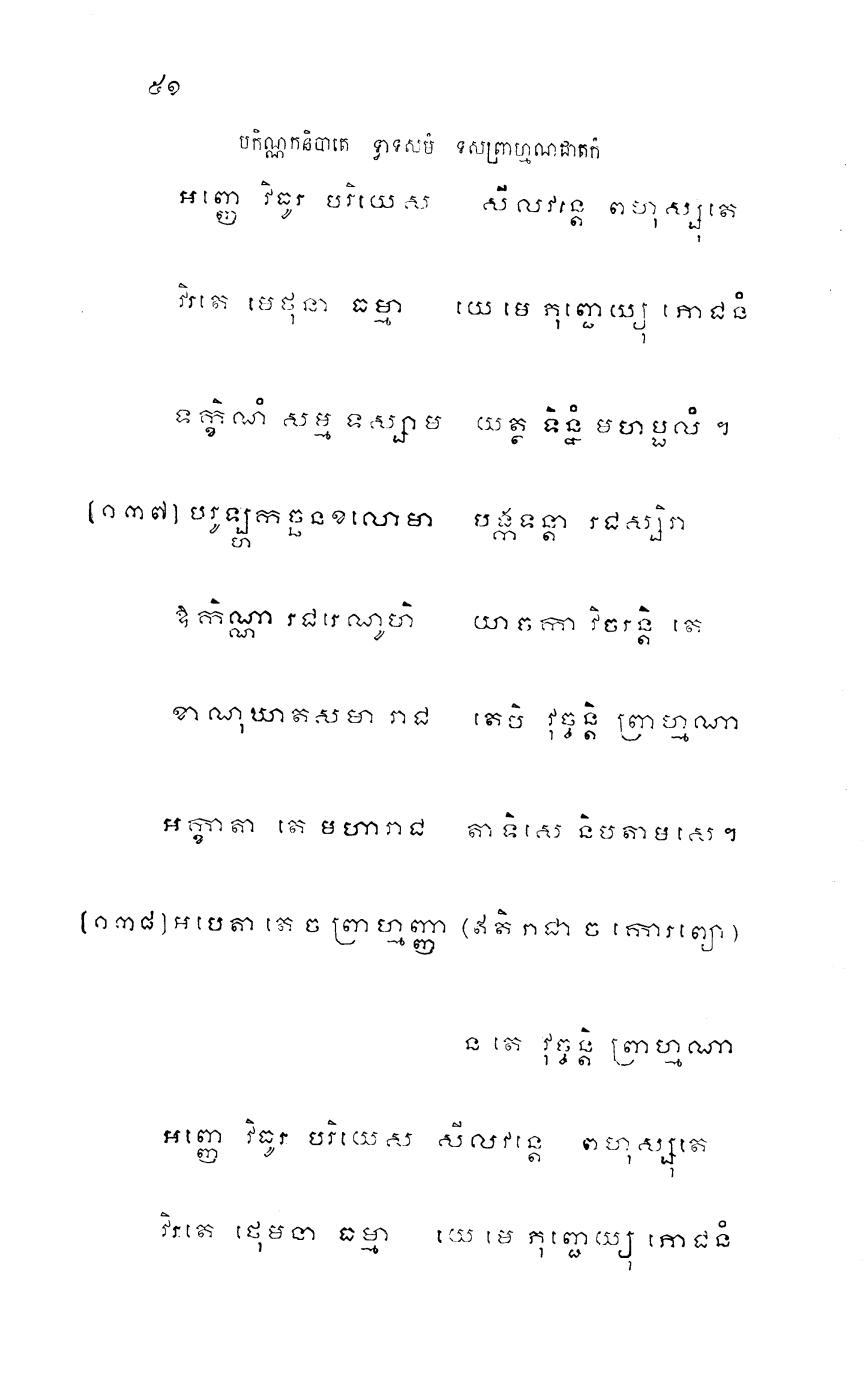 ៥១
បកិណ្ណកនិបាតេ ទ្វាទសមំ ទសព្រាហ្មណជាតកំ
អញ្ញេ វិធូរ បរិយេស សីលវន្តេ ពហុស្សុតេ
វិរតេ មេថុនា ធម្មា យេ មេ ភុញ្ជេយ្យុ ភោជនំ
ទក្ខិណំ សម្ម ទស្សាម យត្ថ ទិន្នំ មហប្ផលំ ៗ
[១៣៧] បរូឡ្ហកច្ឆនខលោមា បង្កទន្តា រជស្សិរា
ឱកិណ្ណា រជរេណូហិ យាចកា វិចរន្តិ តេ
ខាណុឃាតសមា រាជ តេបិ វុច្ចន្តិ ព្រាហ្មណា
អក្ខាតា តេ មហារាជ តាទិសេ និបតាមសេ ៗ
[១៣៨] អបេតា តេ ច ព្រាហ្មញ្ញា (ឥតិ រាជា ច កោរព្យោ)
ន តេ វុច្ចន្តិ ព្រាហ្មណា
អញ្ញេ វិធូរ បរិយេស សីលវន្តេ ពហុស្សុតេ
វិរតេ ថេុមនា ធម្មា យេ មេ ភុញ្ជេយ្យុ ភោជនំ